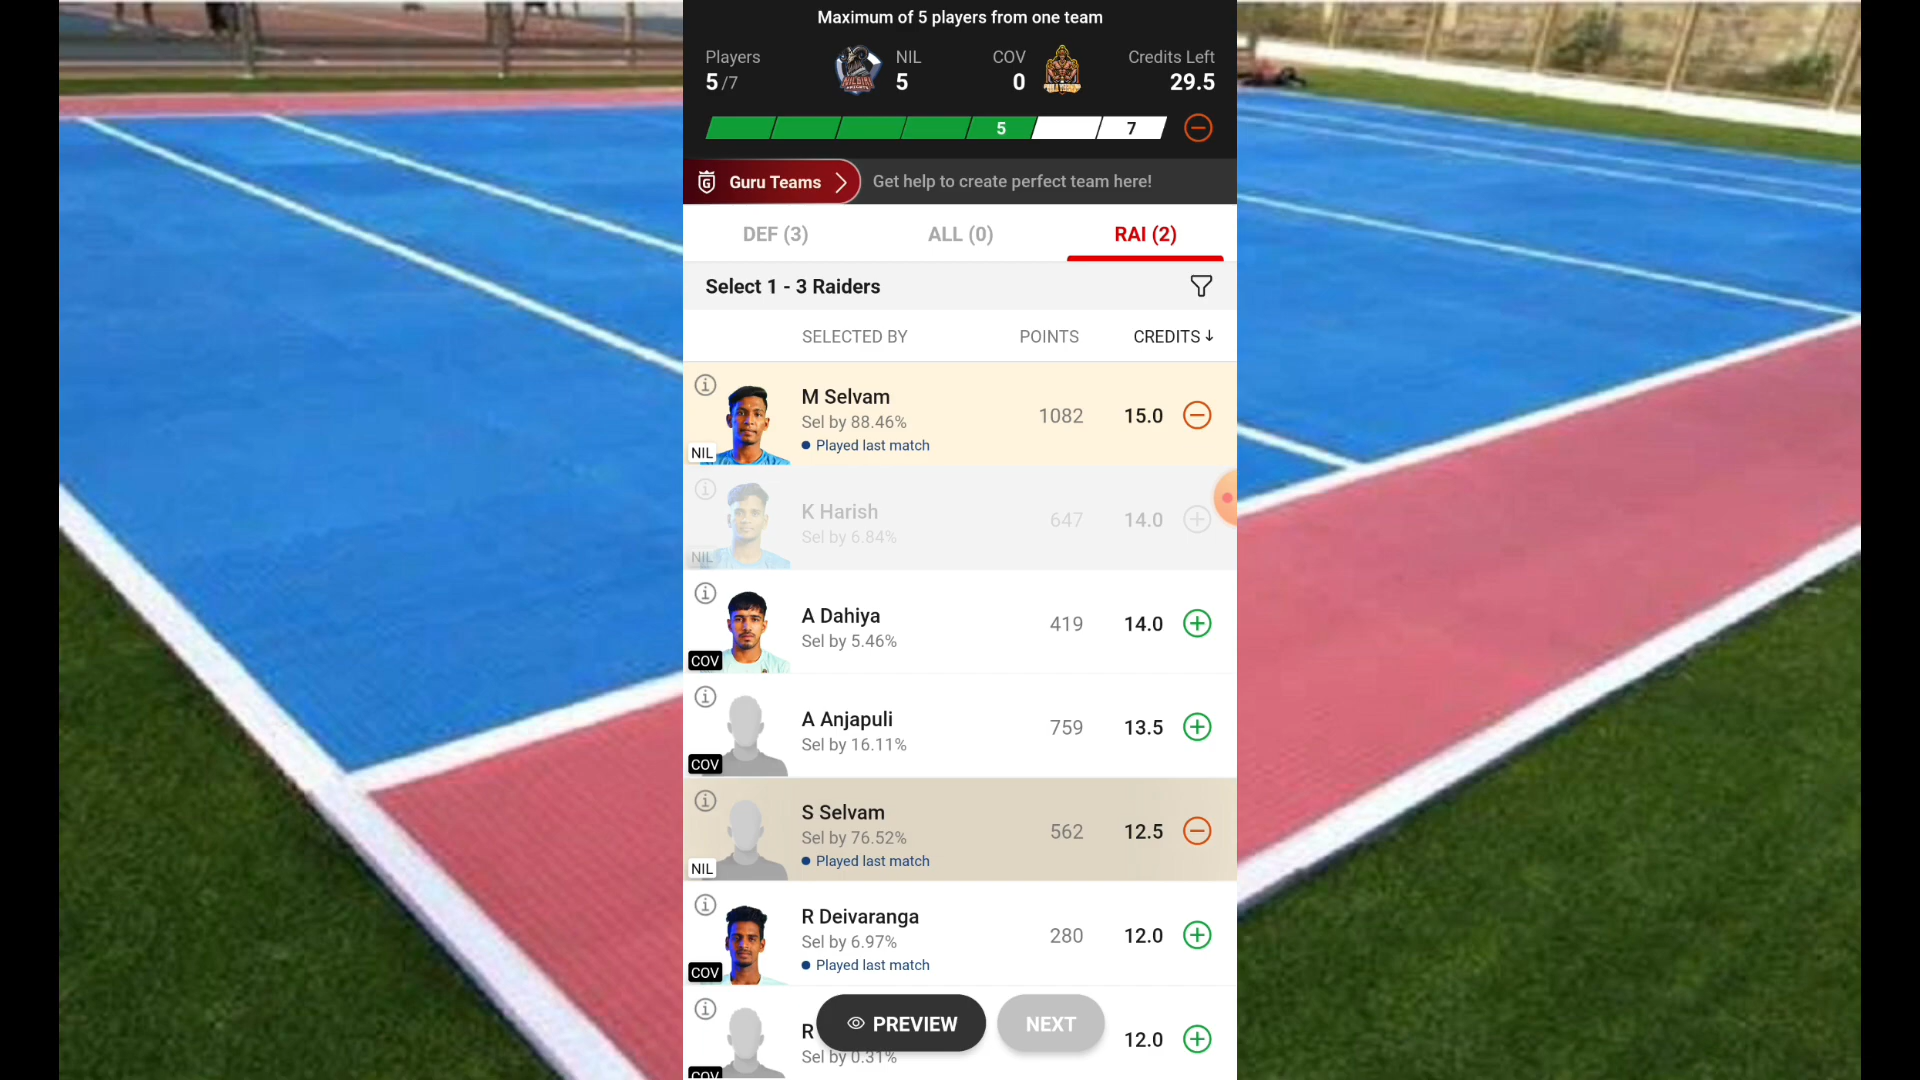 Maximum of 5 players from one team
Players NIL COV Credits Left
5/7 5 0 29.5
5 7
Guru Teams Get help to create perfect team here!
DEF (3) ALL (0) RAI (2)
Select 1 - 3 Raiders
SELECTED BY POINTS CREDITS↓
M Selvam
Sel by 88.46% 1082 15.0
Played last match
NIL
K Harish
Sel by 6.84% 647 14.0
NIL
A Dahiya
Sel by 5.46% 419 14.0
COV
A Anjapuli
Sel by 16.11% 759 13.5
COV
S Selvam
Sel by 76.52% 562 12.5
Played last match
NIL
R Deivaranga
Sel by 6.97% 280 12.0
Played last match
COV
PREVIEW NEXT
R 12.0
Sel by 0.31%
COV